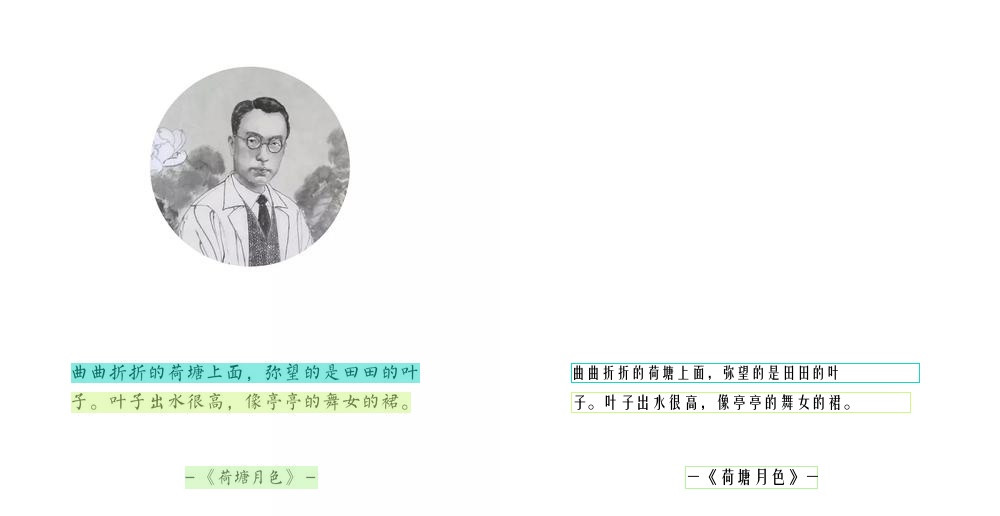 曲曲折折的荷塘上面，弥望的是田田的叶
子。叶子出水很高，像亭亭的舞女的裙。
—《荷塘月色》—
曲曲折折的荷塘上面，弥望的是田田的叶
子。叶子出水很高，像亭亭的舞女的裙。
—《荷塘月色》—